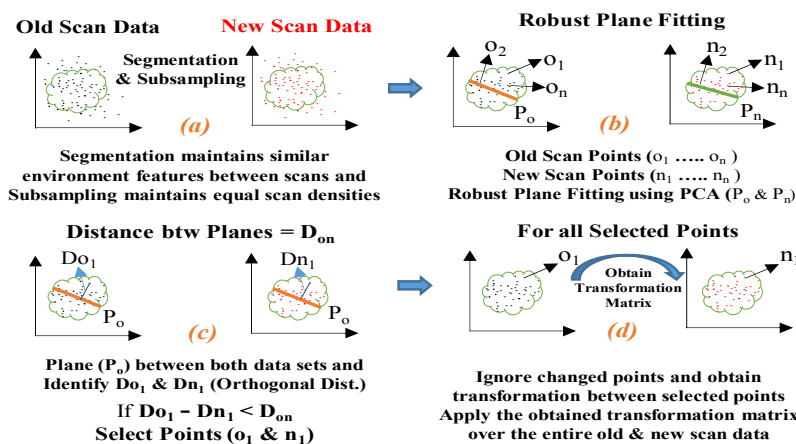 Old Scan Data
New Scan Data
Segmentation
& Subsampling
(a)
Segmentation maintains similar
environment features between scans and
Subsampling maintains equal scan densities
Robust Plane Fitting
o₂
o₁
oₙ
Pₒ
n₂
n₁
nₙ
Pₙ
(b)
Old Scan Points (o₁ ..... oₙ )
New Scan Points (n₁ ..... nₙ )
Robust Plane Fitting using PCA (Pₒ & Pₙ)
Distance btw Planes = Dₒₙ
Do₁
Pₒ
Dn₁
Pₒ
(c)
Plane (Pₒ) between both data sets and
Identify Do₁ & Dn₁ (Orthogonal Dist.)
If Do₁ – Dn₁ < Dₒₙ
Select Points (o₁ & n₁)
For all Selected Points
o₁
Obtain
Transformation
Matrix
n₁
(d)
Ignore changed points and obtain
transformation between selected points
Apply the obtained transformation matrix
over the entire old & new scan data